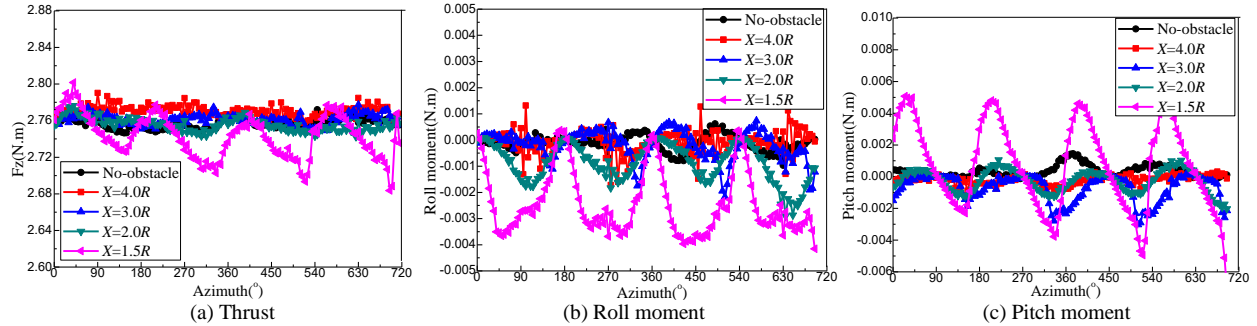 2.88
2.84
2.80
2.76
2.72
2.68
2.64
2.60
Fz(N.m)
No-obstacle
X=4.0R
X=3.0R
X=2.0R
X=1.5R
0 90 180 270 360 450 540 630 720
Azimuth(°)
(a) Thrust
0.005
0.004
0.003
0.002
0.001
0.000
-0.001
-0.002
-0.003
-0.004
-0.005
Roll moment(N.m)
No-obstacle
X=4.0R
X=3.0R
X=2.0R
X=1.5R
0 90 180 270 360 450 540 630 720
Azimuth(°)
(b) Roll moment
0.010
0.008
0.006
0.004
0.002
0.000
-0.002
-0.004
-0.006
Pitch moment(N.m)
No-obstacle
X=4.0R
X=3.0R
X=2.0R
X=1.5R
0 90 180 270 360 450 540 630 720
Azimuth(°)
(c) Pitch moment